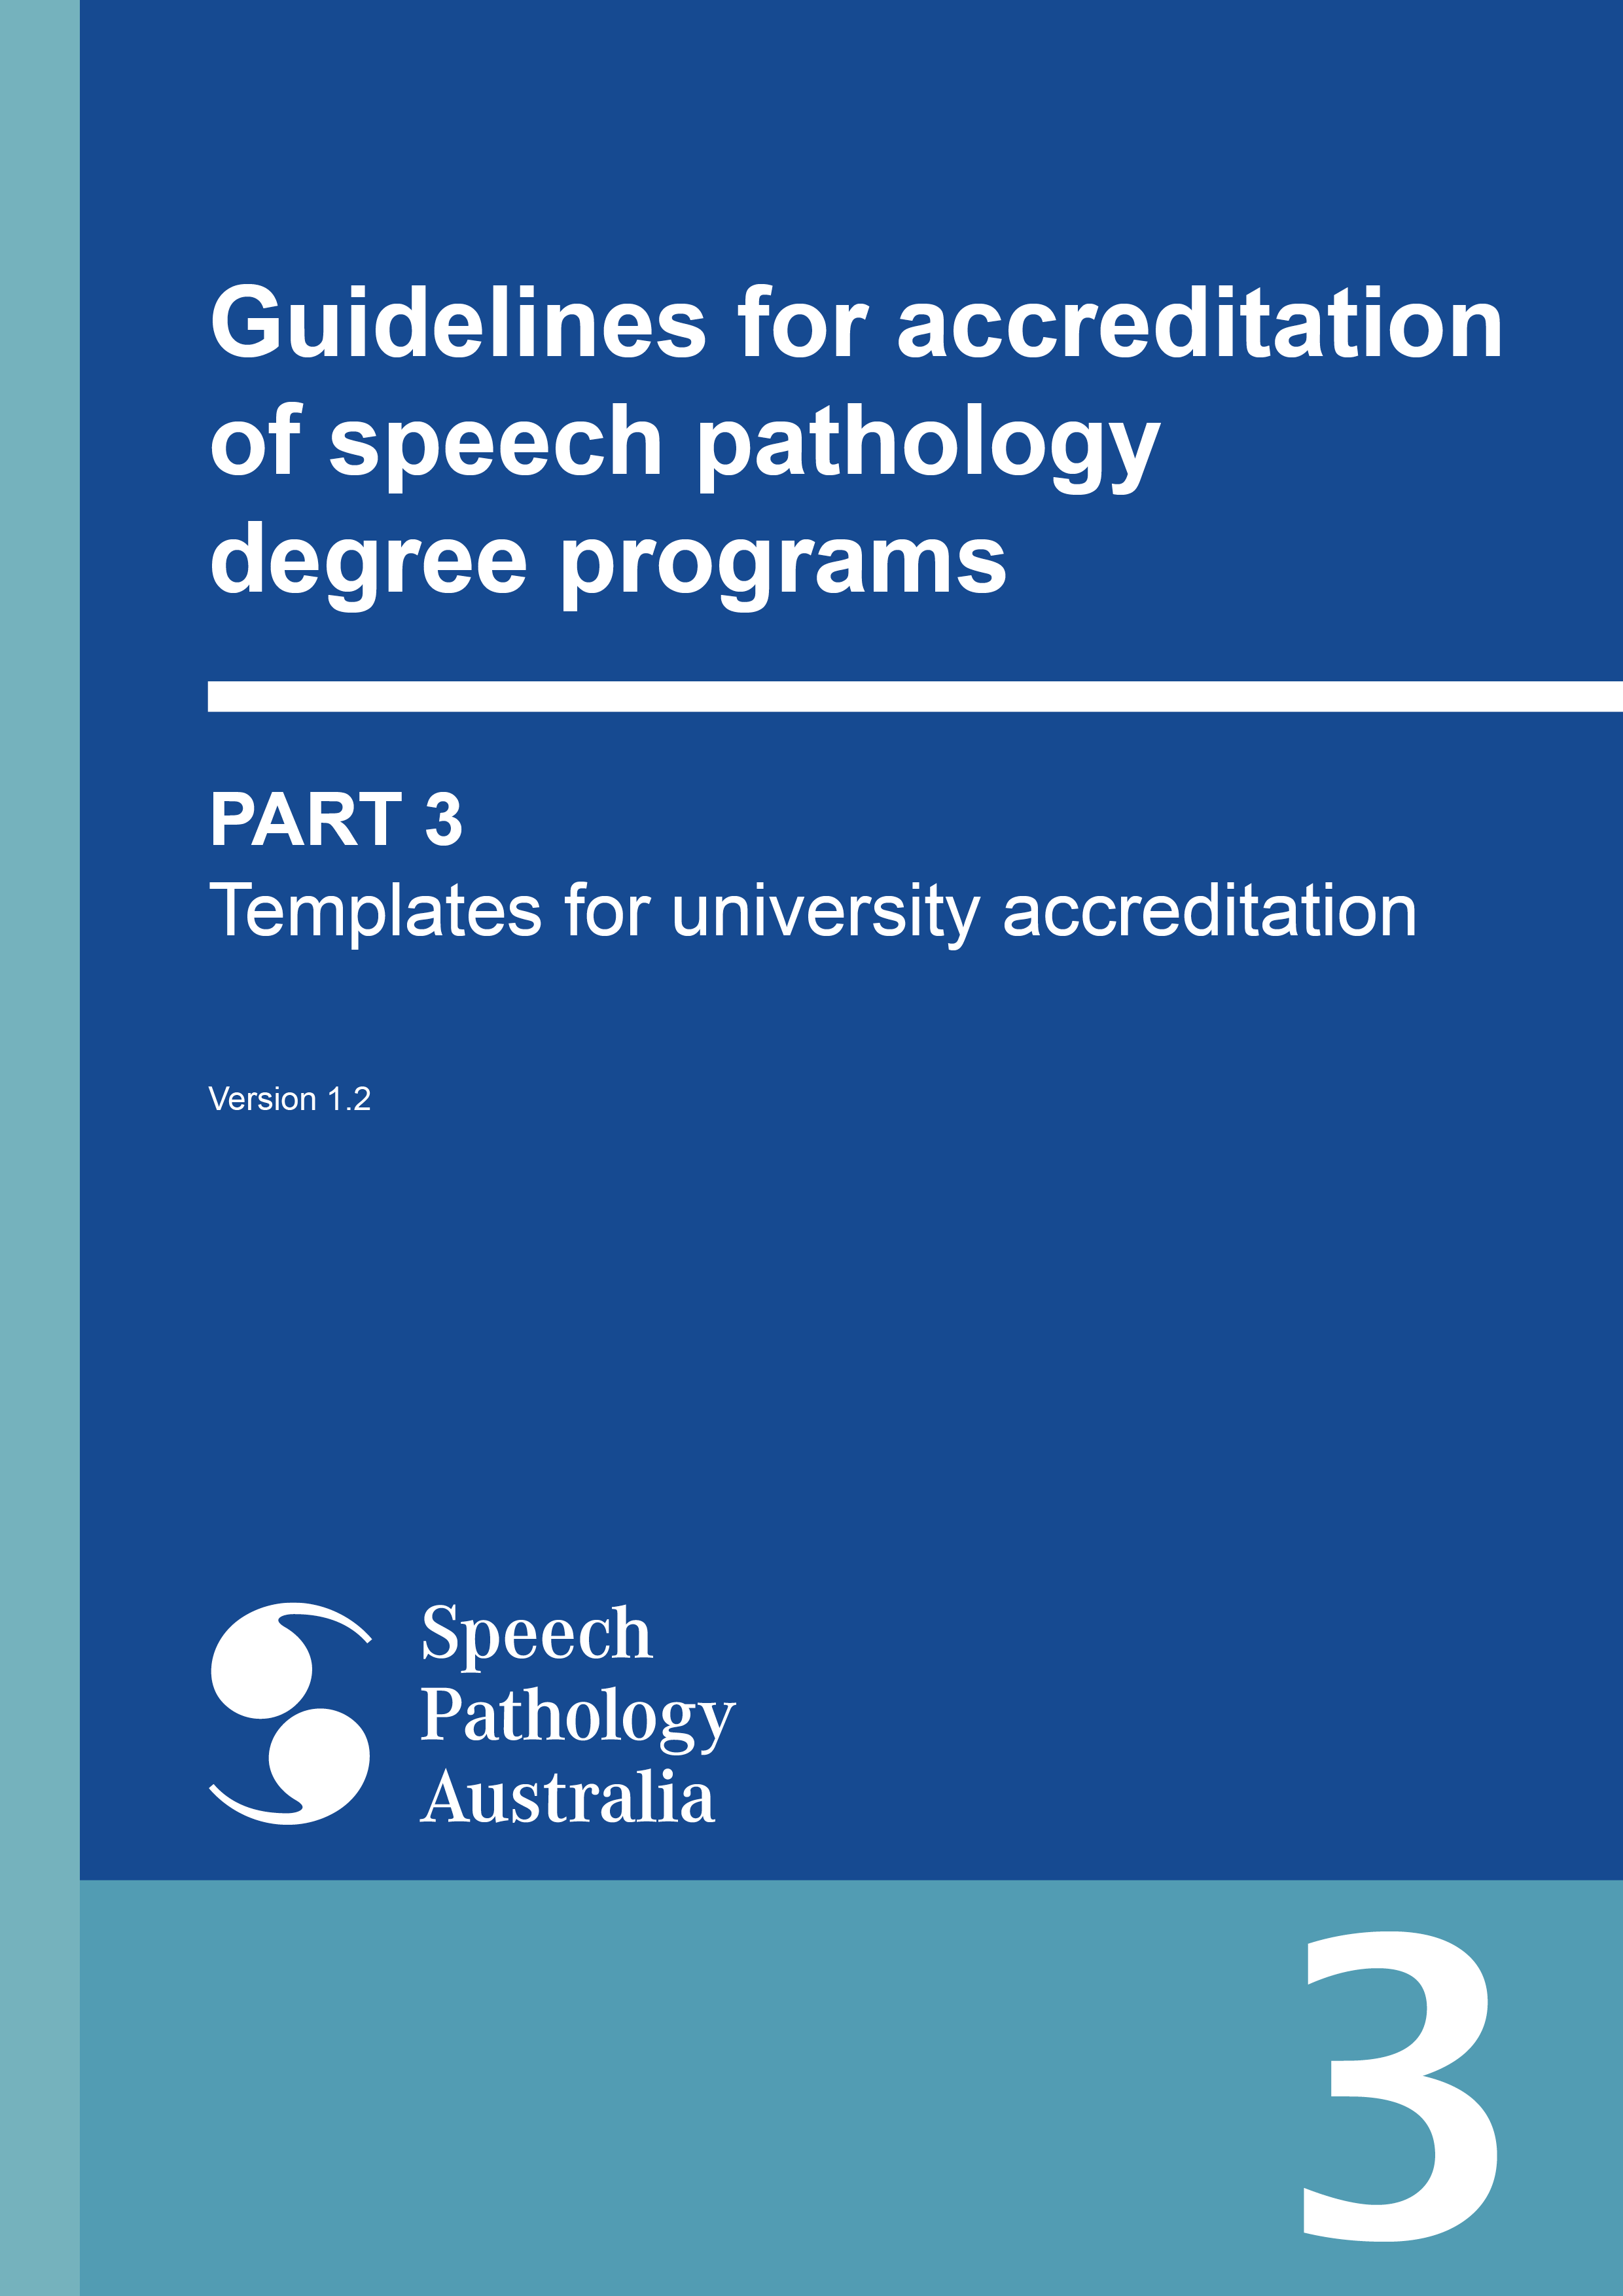 Guidelines for accreditation
of speech pathology
degree programs
PART 3
Templates for university accreditation
Version 1.2
Speech
Pathology
Australia
3